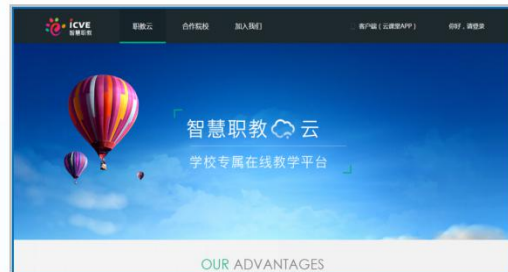 icve
智慧职教
职教云 合作院校 加入我们 客户端(云课堂APP) 你好,请登录
智慧职教 云
学校专属在线教学平台
OUR ADVANTAGES